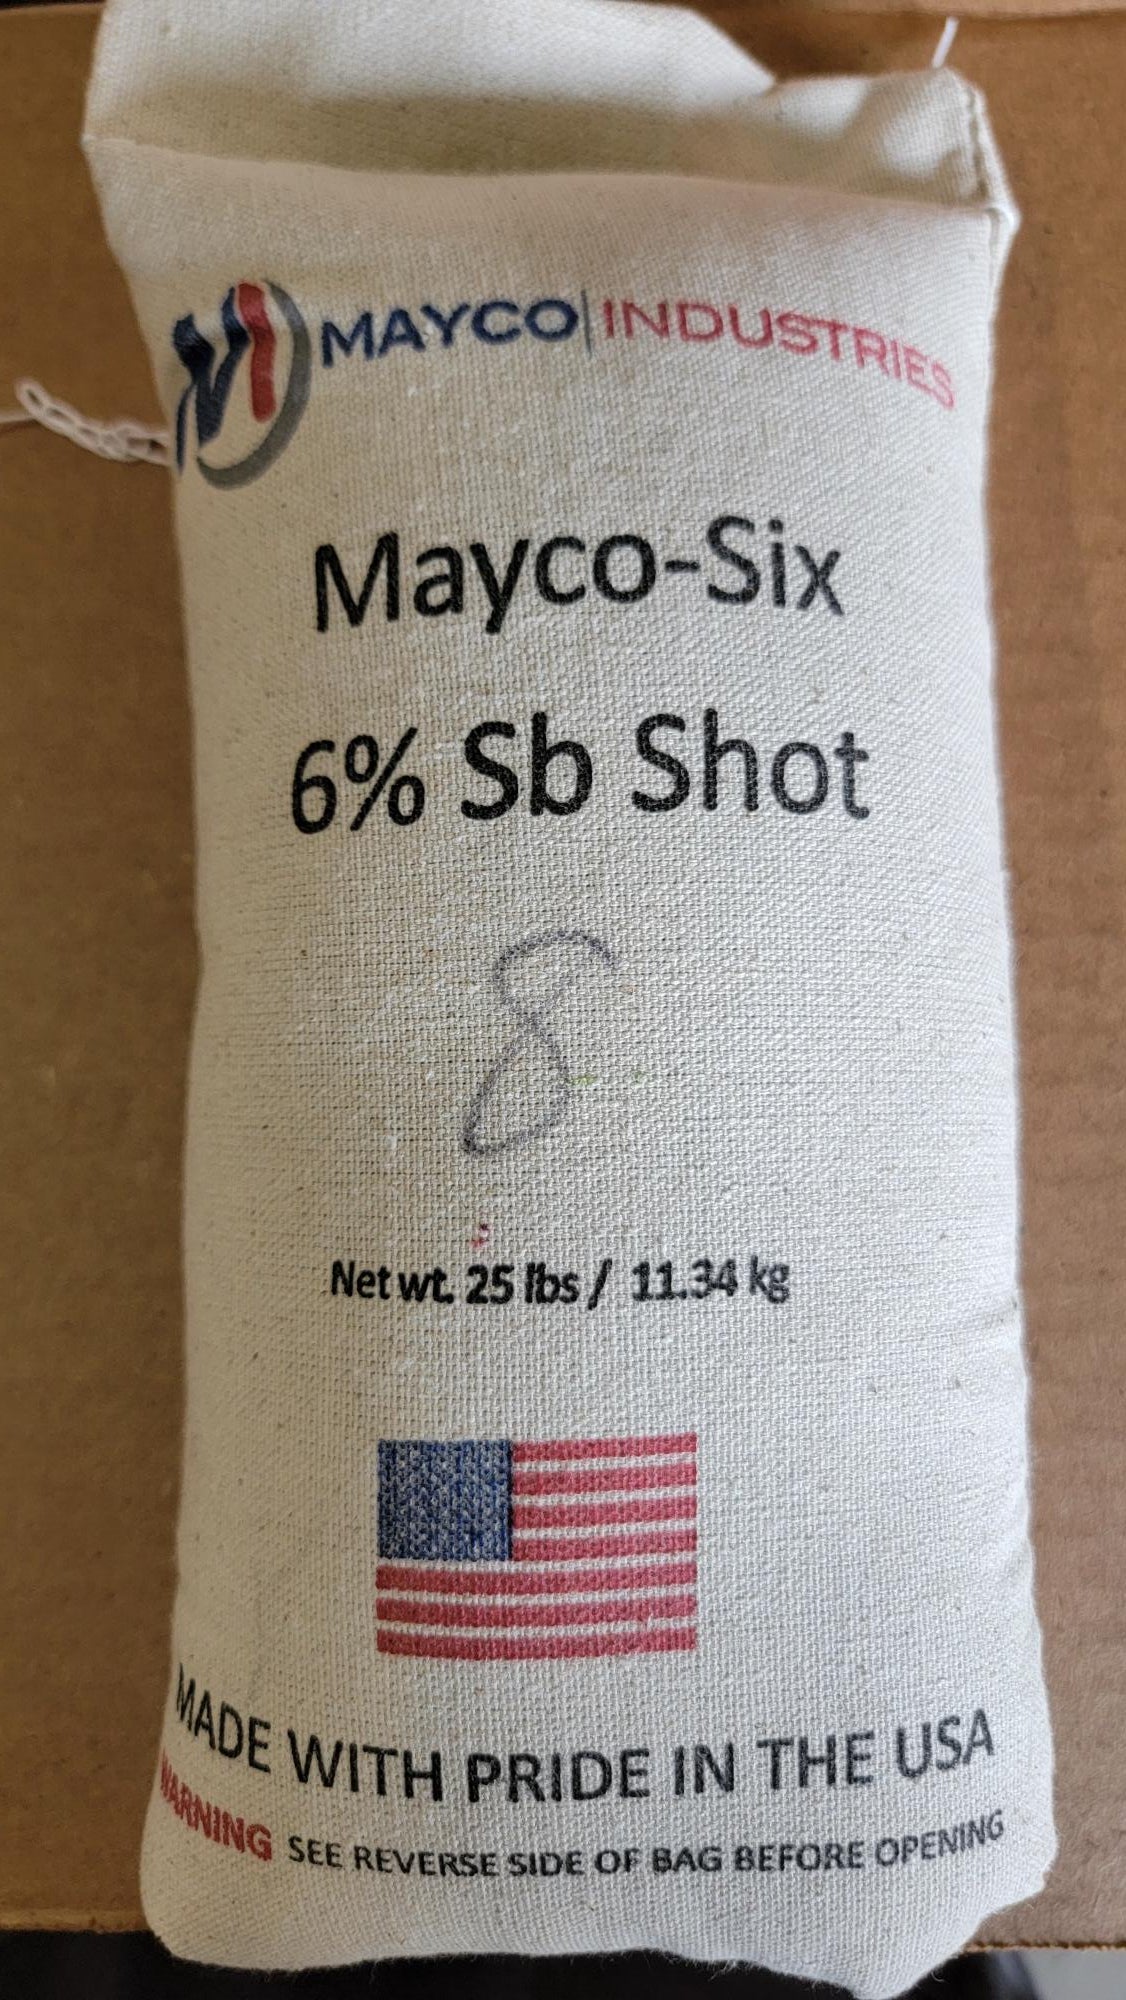 MAYCO|INDUSTRIES
Mayco-Six
6% Sb Shot
8
Net wt. 25 lbs / 11.34 kg
MADE WITH PRIDE IN THE USA
WARNING SEE REVERSE SIDE OF BAG BEFORE OPENING